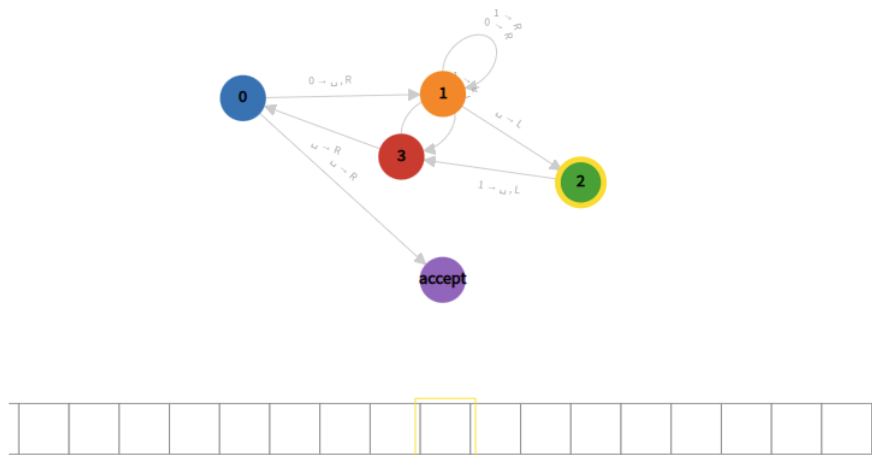 1 → R
0 → R
0
0 → ␣,R
1
␣ → L
3
2
␣ → R
␣ → R
1 → ␣,L
accept